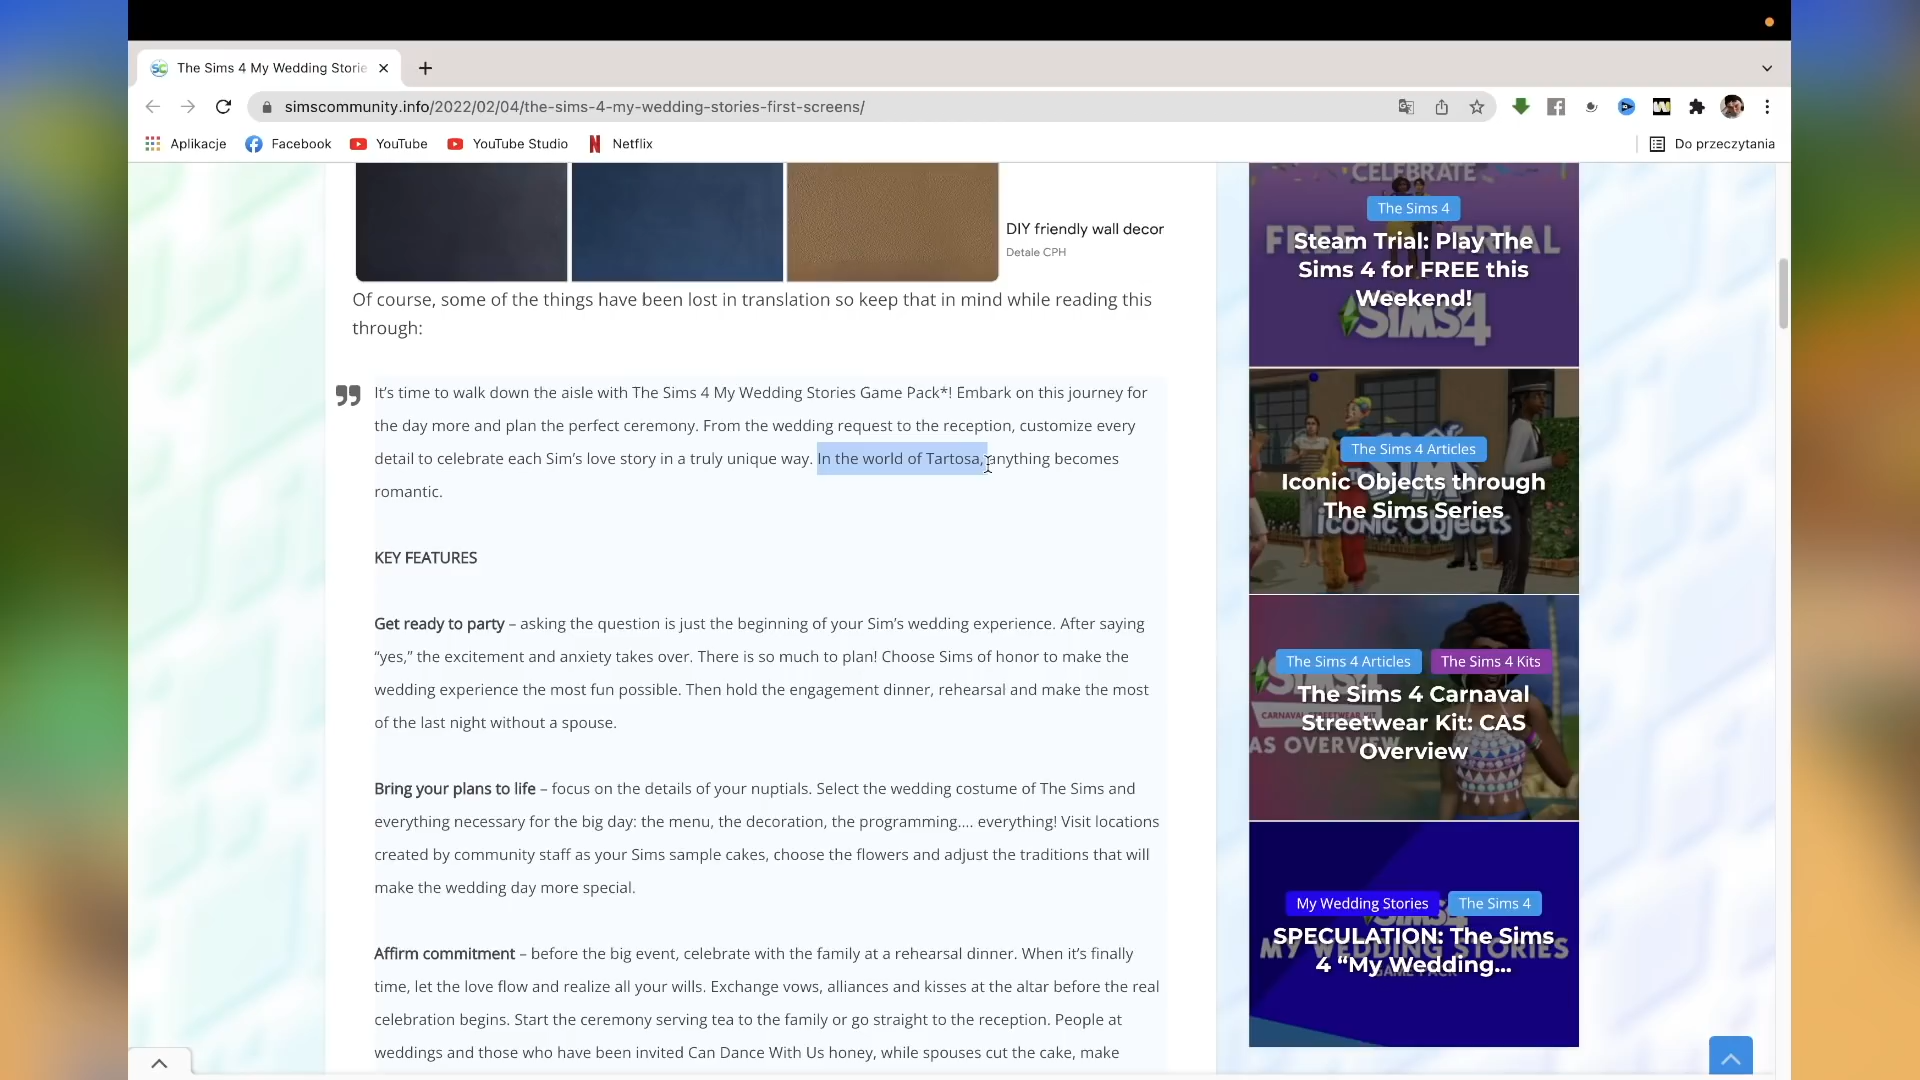 The Sims 4 My Wedding Storie
simscommunity.info/2022/02/04/the-sims-4-my-wedding-stories-first-screens/
Aplikacje
Facebook
YouTube
YouTube Studio
Netflix
Do przeczytania
DIY friendly wall decor
Detale CPH
Of course, some of the things have been lost in translation so keep that in mind while reading this
through:
It’s time to walk down the aisle with The Sims 4 My Wedding Stories Game Pack*! Embark on this journey for
the day more and plan the perfect ceremony. From the wedding request to the reception, customize every
detail to celebrate each Sim’s love story in a truly unique way. In the world of Tartosa, anything becomes
romantic.
KEY FEATURES
Get ready to party – asking the question is just the beginning of your Sim’s wedding experience. After saying
“yes,” the excitement and anxiety takes over. There is so much to plan! Choose Sims of honor to make the
wedding experience the most fun possible. Then hold the engagement dinner, rehearsal and make the most
of the last night without a spouse.
Bring your plans to life – focus on the details of your nuptials. Select the wedding costume of The Sims and
everything necessary for the big day: the menu, the decoration, the programming…. everything! Visit locations
created by community staff as your Sims sample cakes, choose the flowers and adjust the traditions that will
make the wedding day more special.
Affirm commitment – before the big event, celebrate with the family at a rehearsal dinner. When it’s finally
time, let the love flow and realize all your wills. Exchange vows, alliances and kisses at the altar before the real
celebration begins. Start the ceremony serving tea to the family or go straight to the reception. People at
weddings and those who have been invited Can Dance With Us honey, while spouses cut the cake, make
CELEBRATE
The Sims 4
FREE TRIAL
Steam Trial: Play The
Sims 4 for FREE this
Weekend!
SIMS4
The Sims 4 Articles
Iconic Objects through
The Sims Series
ICONIC Objects
The Sims 4 Articles
The Sims 4 Kits
The Sims 4 Carnaval
Streetwear Kit: CAS
Overview
CARNAVAL STREETWEAR KIT
AS OVERVIEW
My Wedding Stories
The Sims 4
SPECULATION: The Sims
4 “My Wedding…
MY WEDDING STORIES
GAME PACK